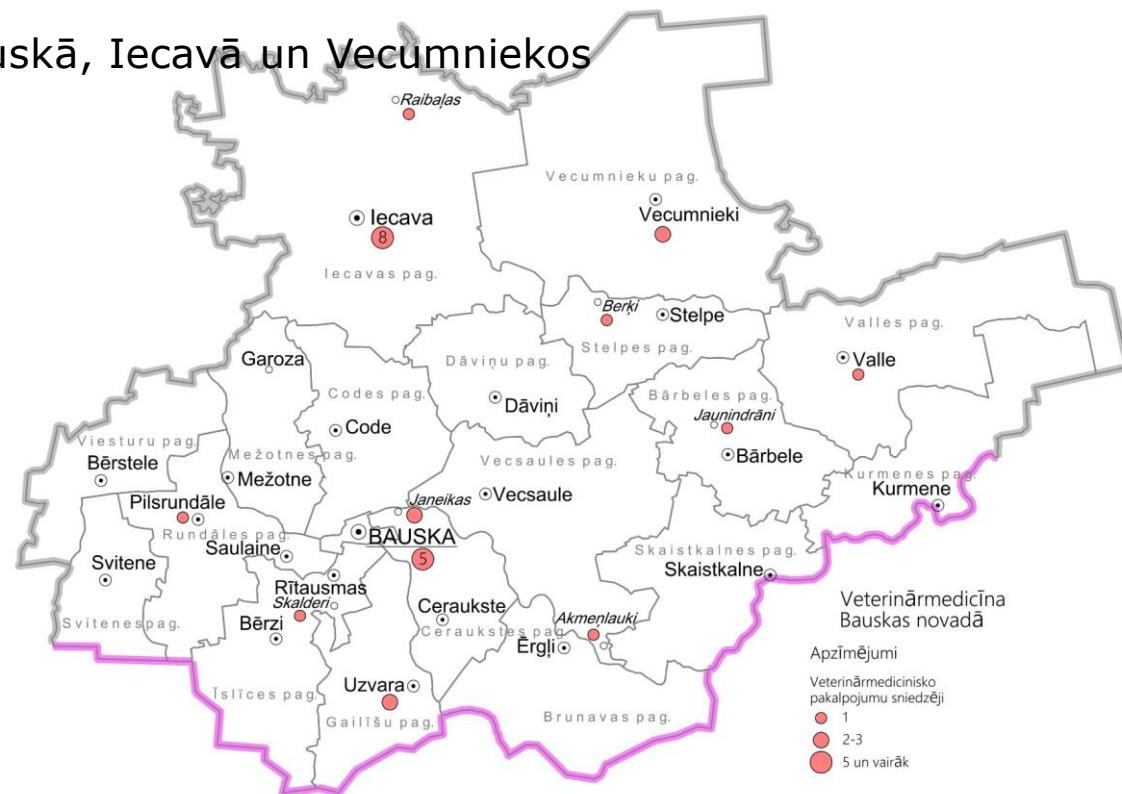 uskā, Iecavā un Vecumniekos
Raibaļas
Vecumnieku pag.
Vecumnieki
Iecava
8
Iecavas pag.
Berķi
Stelpe
Stelpes pag.
Valles pag.
Valle
Garoza
Dāviņu pag.
Dāviņi
Codes pag.
Code
Bārbeles pag.
Jaunindrāni
Bārbele
Viesturu pag.
Bērstele
Mežotnes pag.
Mežotne
Vecsaules pag.
Vecsaule
Kurmenes pag.
Kurmene
Pilsrundāle
Rundāles pag.
Saulaine
Janeikas
BAUSKA
5
Svitene
Svitenes pag.
Rītausmas
Skalderi
Bērzi
Ceraukste
Ceraukstes pag.
Akmeņlauki
Ērgļi
Skaistkalnes pag.
Skaistkalne
Īslīces pag.
Uzvara
Gailīšu pag.
Brunavas pag.
Veterinārmedicīna
Bauskas novadā
Apzīmējumi
Veterinārmedicinisko
pakalpojumu sniedzēji
1
2-3
5 un vairāk